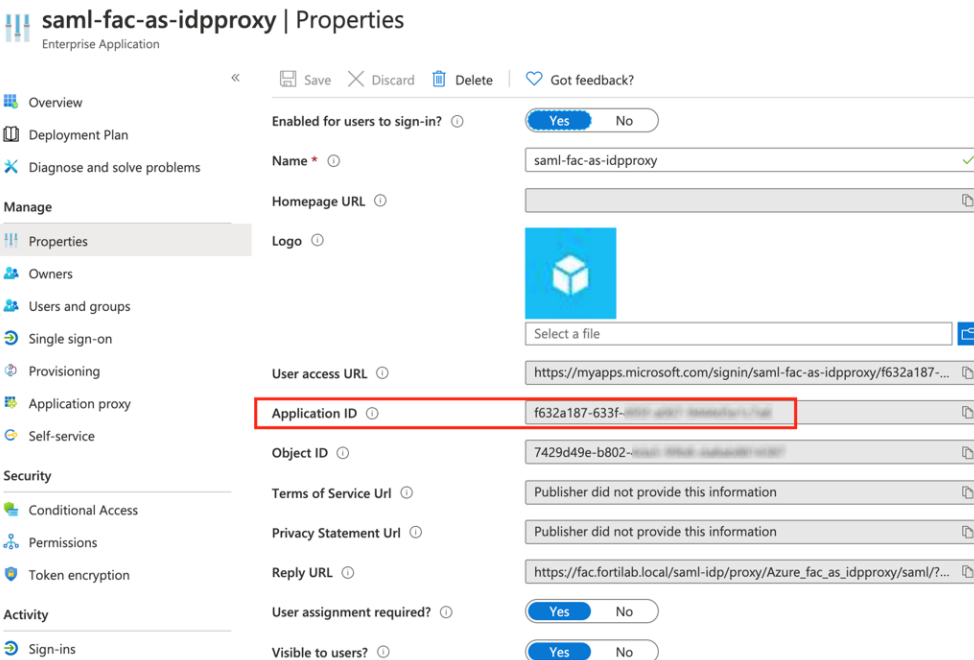 saml-fac-as-idpproxy | Properties
Enterprise Application
«
Save Discard Delete Got feedback?
Overview
Deployment Plan
Diagnose and solve problems
Manage
Properties
Owners
Users and groups
Single sign-on
Provisioning
Application proxy
Self-service
Security
Conditional Access
Permissions
Token encryption
Activity
Sign-ins
Enabled for users to sign-in? Yes No
Name * saml-fac-as-idpproxy
Homepage URL
Logo
Select a file
User access URL https://myapps.microsoft.com/signin/saml-fac-as-idpproxy/f632a187-...
Application ID f632a187-633f-
Object ID 7429d49e-b802-
Terms of Service Url Publisher did not provide this information
Privacy Statement Url Publisher did not provide this information
Reply URL https://fac.fortilab.local/saml-idp/proxy/Azure_fac_as_idpproxy/saml/?...
User assignment required? Yes No
Visible to users? Yes No